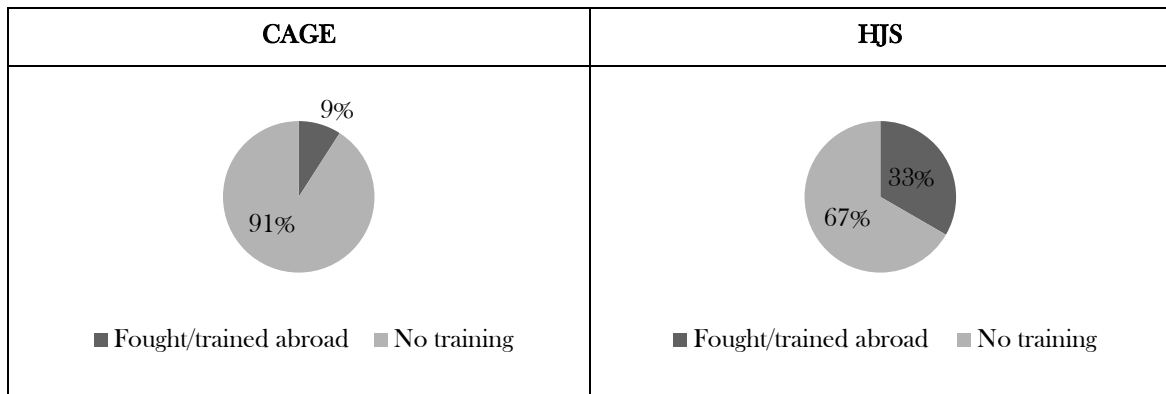 CAGE
HJS
9%
91%
Fought/trained abroad No training
33%
67%
Fought/trained abroad No training